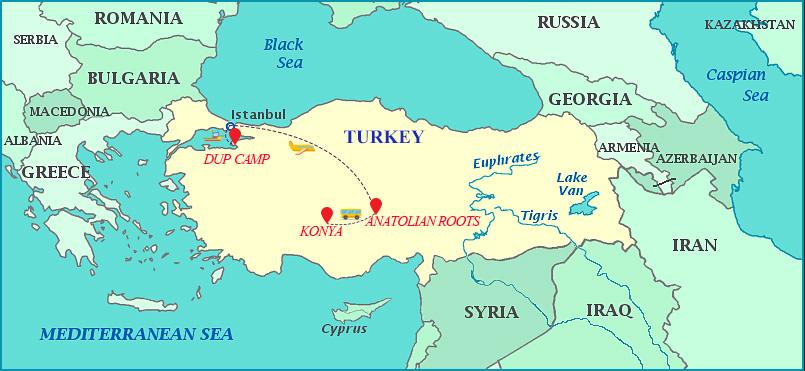 ROMANIA
RUSSIA
KAZAKHSTAN
SERBIA
Black
Sea
BULGARIA
Caspian
Sea
GEORGIA
MACEDONIA
Istanbul
ALBANIA
TURKEY
ARMENIA
AZERBAIJAN
DUP CAMP
Euphrates
GREECE
Lake
Van
Tigris
ANATOLIAN ROOTS
KONYA
IRAN
SYRIA
IRAQ
Cyprus
MEDITERRANEAN SEA